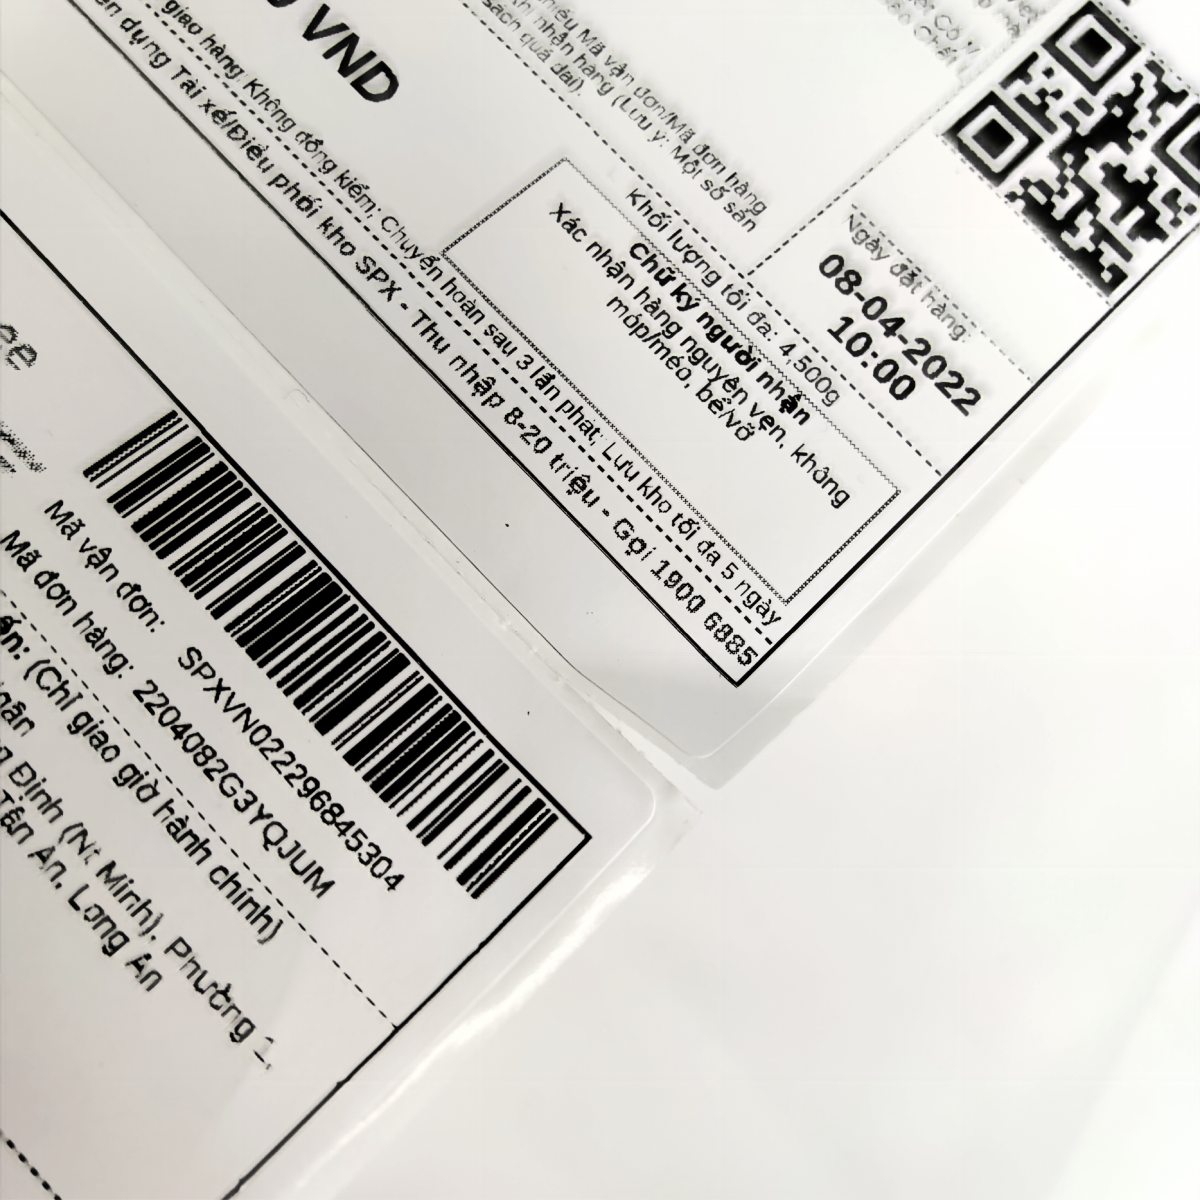 VND
Mã vận đơn/Mã đơn hàng
nhận hàng (Lưu ý: Một số sản
sách quá dài).
Ngày đặt hàng:
08-04-2022
10:00
Khối lượng tối đa: 4,500g
Chữ ký người nhận
Xác nhận hàng nguyên vẹn, không
móp/méo, bể/vỡ
giao hàng: Không đồng kiểm; Chuyển hoàn sau 3 lần phát; Lưu kho tối đa 5 ngày
dụng Tài xế/Điều phối kho SPX - Thu nhập 8-20 triệu - Gọi 1900 6885
ee
Mã vận đơn: SPXVN022296845304
Mã đơn hàng: 2204082G3YQJUM
(Chỉ giao giờ hành chính)
Định (Nt Minh), Phường 1,
Tân An, Long An